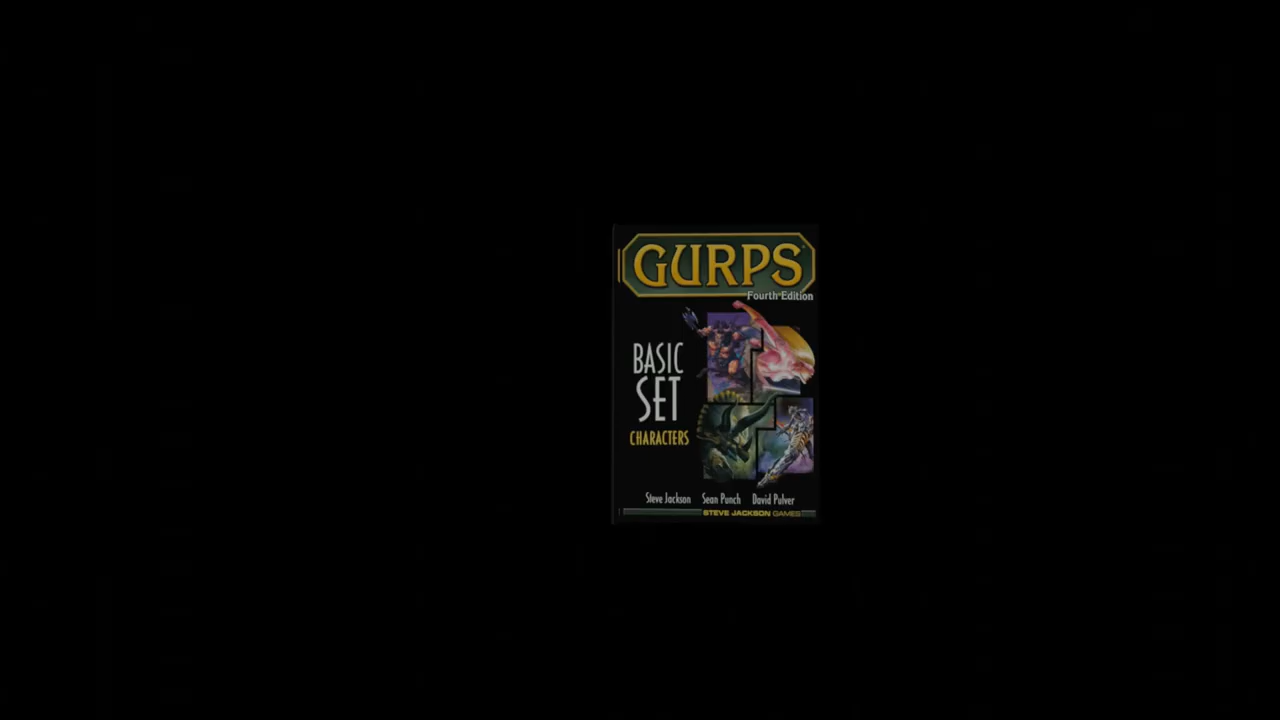 GURPS
Fourth Edition
BASIC
SET
CHARACTERS
Steve Jackson Sean Punch David Pulver
STEVE JACKSON GAMES